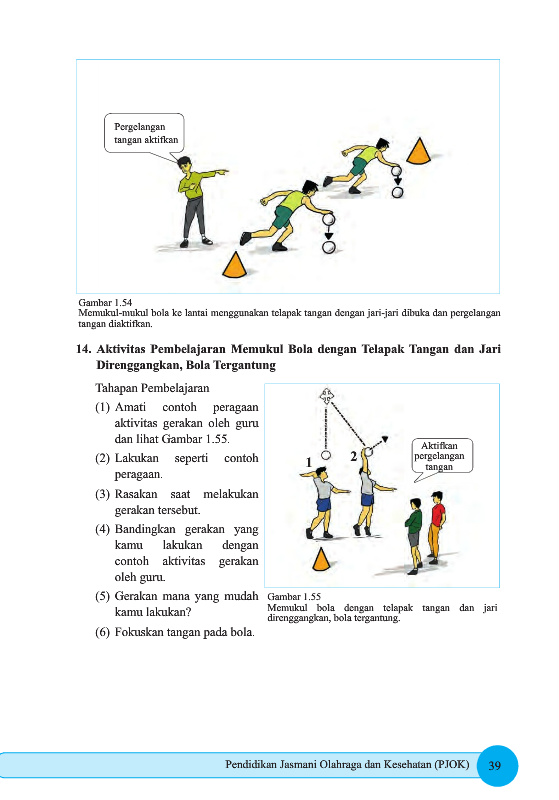 Pergelangan
tangan aktifkan
Gambar 1.54
Memukul-mukul bola ke lantai menggunakan telapak tangan dengan jari-jari dibuka dan pergelangan
tangan diaktifkan.
14. Aktivitas Pembelajaran Memukul Bola dengan Telapak Tangan dan Jari
Direnggangkan, Bola Tergantung
Tahapan Pembelajaran
(1) Amati contoh peragaan
aktivitas gerakan oleh guru
dan lihat Gambar 1.55.
(2) Lakukan seperti contoh
peragaan.
(3) Rasakan saat melakukan
gerakan tersebut.
(4) Bandingkan gerakan yang
kamu lakukan dengan
contoh aktivitas gerakan
oleh guru.
(5) Gerakan mana yang mudah
kamu lakukan?
(6) Fokuskan tangan pada bola.
1
2
Aktifkan
pergelangan
tangan
Gambar 1.55
Memukul bola dengan telapak tangan dan jari
direnggangkan, bola tergantung.
Pendidikan Jasmani Olahraga dan Kesehatan (PJOK)
39